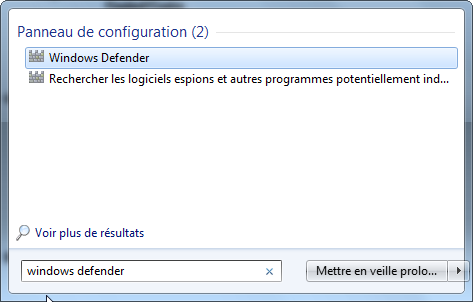 Panneau de configuration (2)
Windows Defender
Rechercher les logiciels espions et autres programmes potentiellement ind...
Voir plus de résultats
windows defender
Mettre en veille prolo...